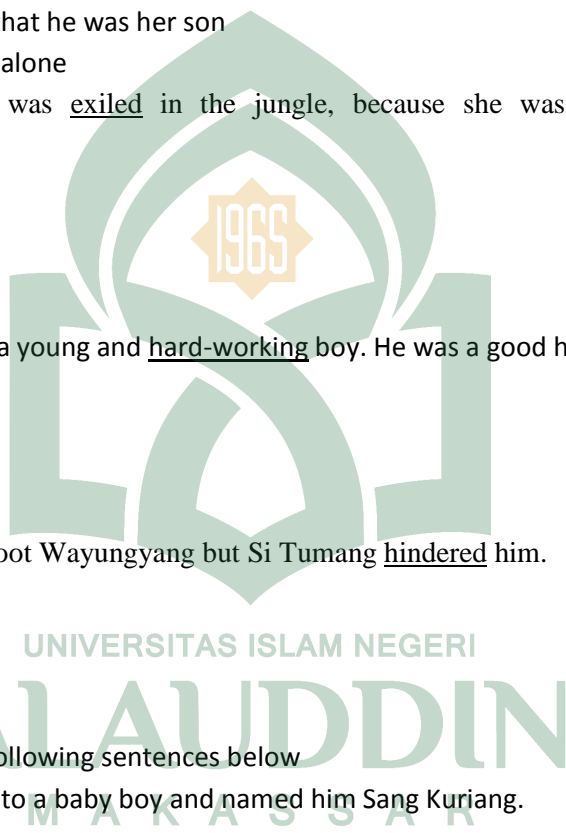 hat he was her son
alone
was exiled in the jungle, because she was
1965
a young and hard-working boy. He was a good h
oot Wayungyang but Si Tumang hindered him.
UNIVERSITAS ISLAM NEGERI
ALAUDDIN
ollowing sentences below
to a baby boy and named him Sang Kuriang.
M A K A S S A R